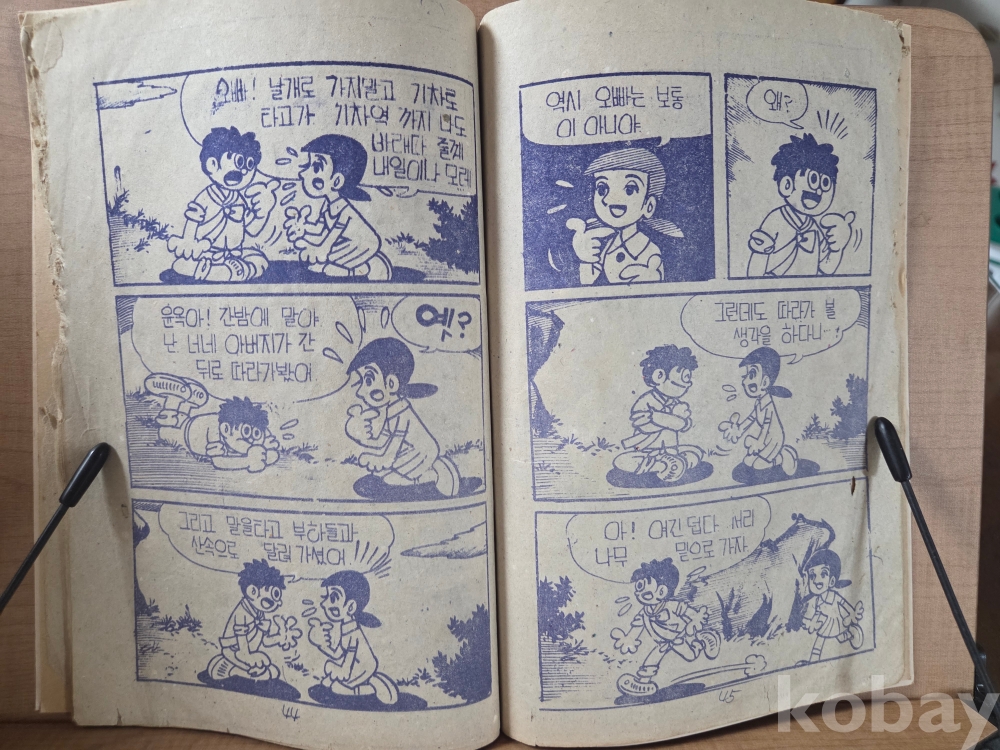 오빠! 날개로 가지말고 기차로
타고가 기차역 까지 나도
바래다 줄께
내일이나 모레
윤옥아! 간밤에 말야
난 너네 아버지가 간
뒤로 따라가봤어
옛?
그리고 말을타고 부하들과
산속으로 달려가셨어
44
역시 오빠는 보통
이 아니야
왜?
그런데도 따라가 볼
생각을 하다니!
아! 여긴 덥다 저리
나무 밑으로 가자
45
kobay